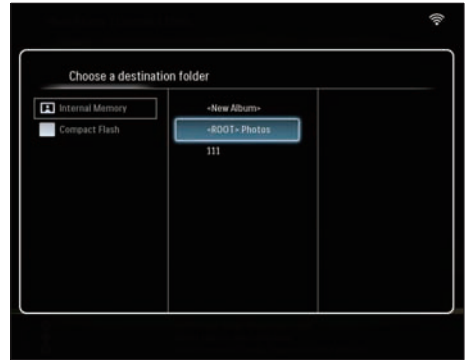 Choose a destination folder
Internal Memory
Compact Flash
<New Album>
<ROOT> Photos
111